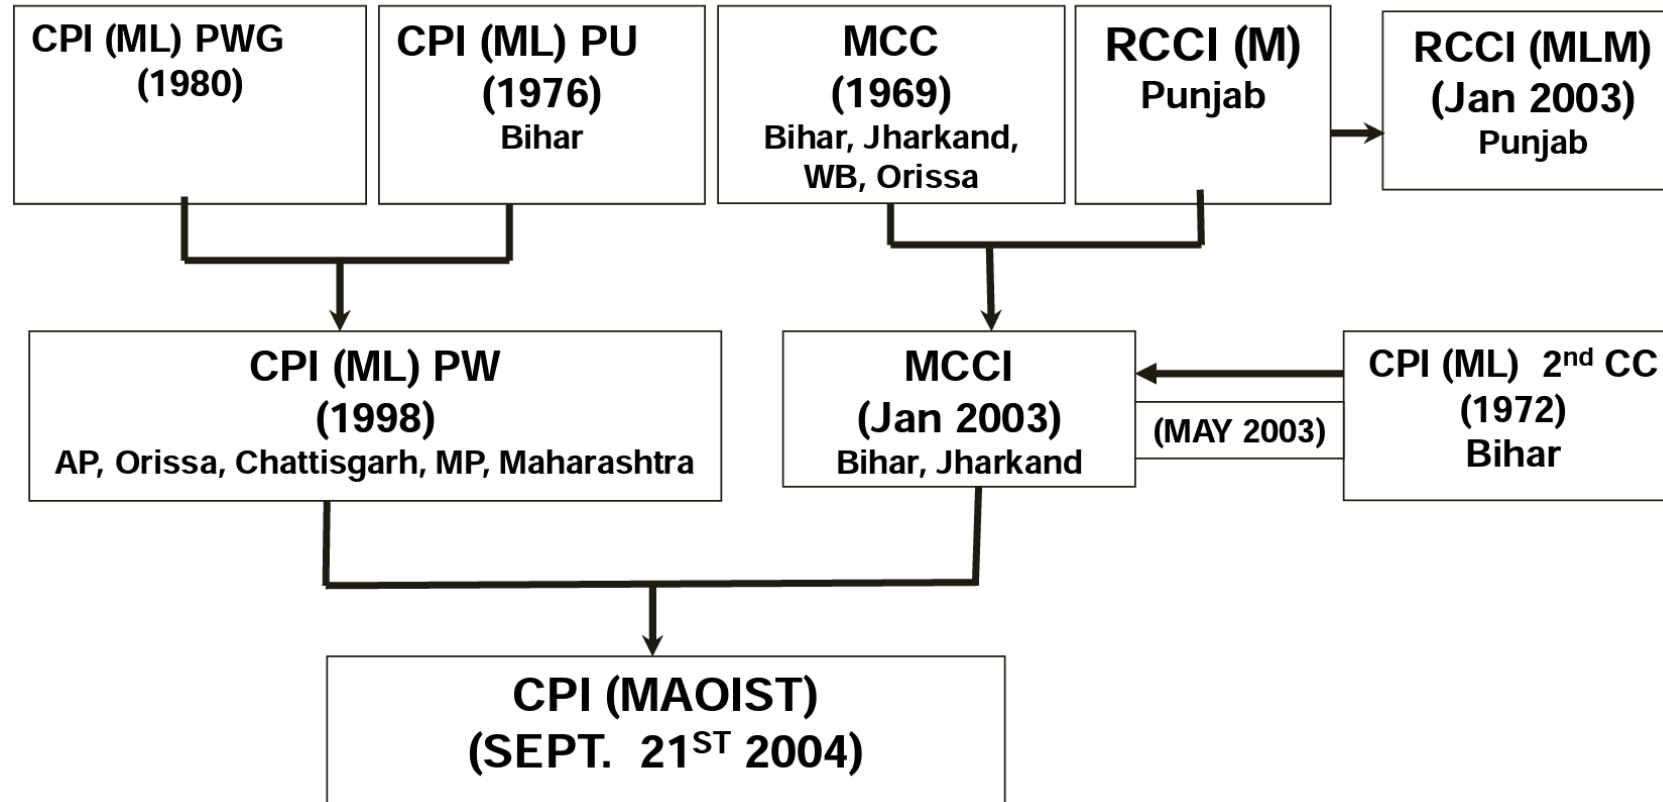 CPI (ML) PWG
(1980)
CPI (ML) PU
(1976)
Bihar
MCC
(1969)
Bihar, Jharkand,
WB, Orissa
RCCI (M)
Punjab
RCCI (MLM)
(Jan 2003)
Punjab
CPI (ML) PW
(1998)
AP, Orissa, Chattisgarh, MP, Maharashtra
MCCI
(Jan 2003)
Bihar, Jharkand
(MAY 2003)
CPI (ML) 2nd CC
(1972)
Bihar
CPI (MAOIST)
(SEPT. 21ST 2004)